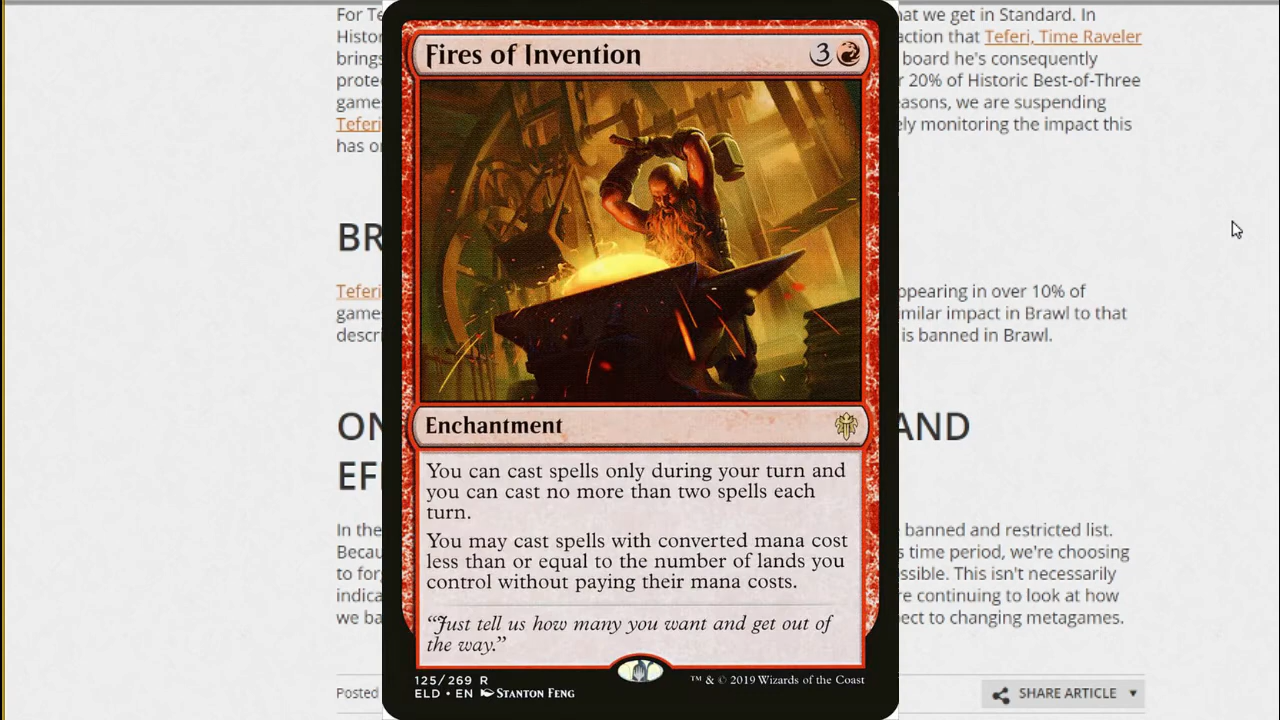 For Te
at we get in Standard. In
Histor
action that Teferi, Time Raveler
brings
board he's consequently
prote
r 20% of Historic Best-of-Three
game
easons, we are suspending
Teferi
ely monitoring the impact this
has o
BR
Teferi
ppearing in over 10% of
game
milar impact in Brawl to that
descri
is banned in Brawl.
ON
AND
EF
In the
banned and restricted list.
Becau
s time period, we're choosing
to for
ssible. This isn't necessarily
indica
re continuing to look at how
we ba
pect to changing metagames.
Posted
SHARE ARTICLE
Fires of Invention 3
Enchantment
You can cast spells only during your turn and
you can cast no more than two spells each
turn.
You may cast spells with converted mana cost
less than or equal to the number of lands you
control without paying their mana costs.
"Just tell us how many you want and get out of
the way."
125/269 R
ELD • EN Stanton Feng
™ & © 2019 Wizards of the Coast